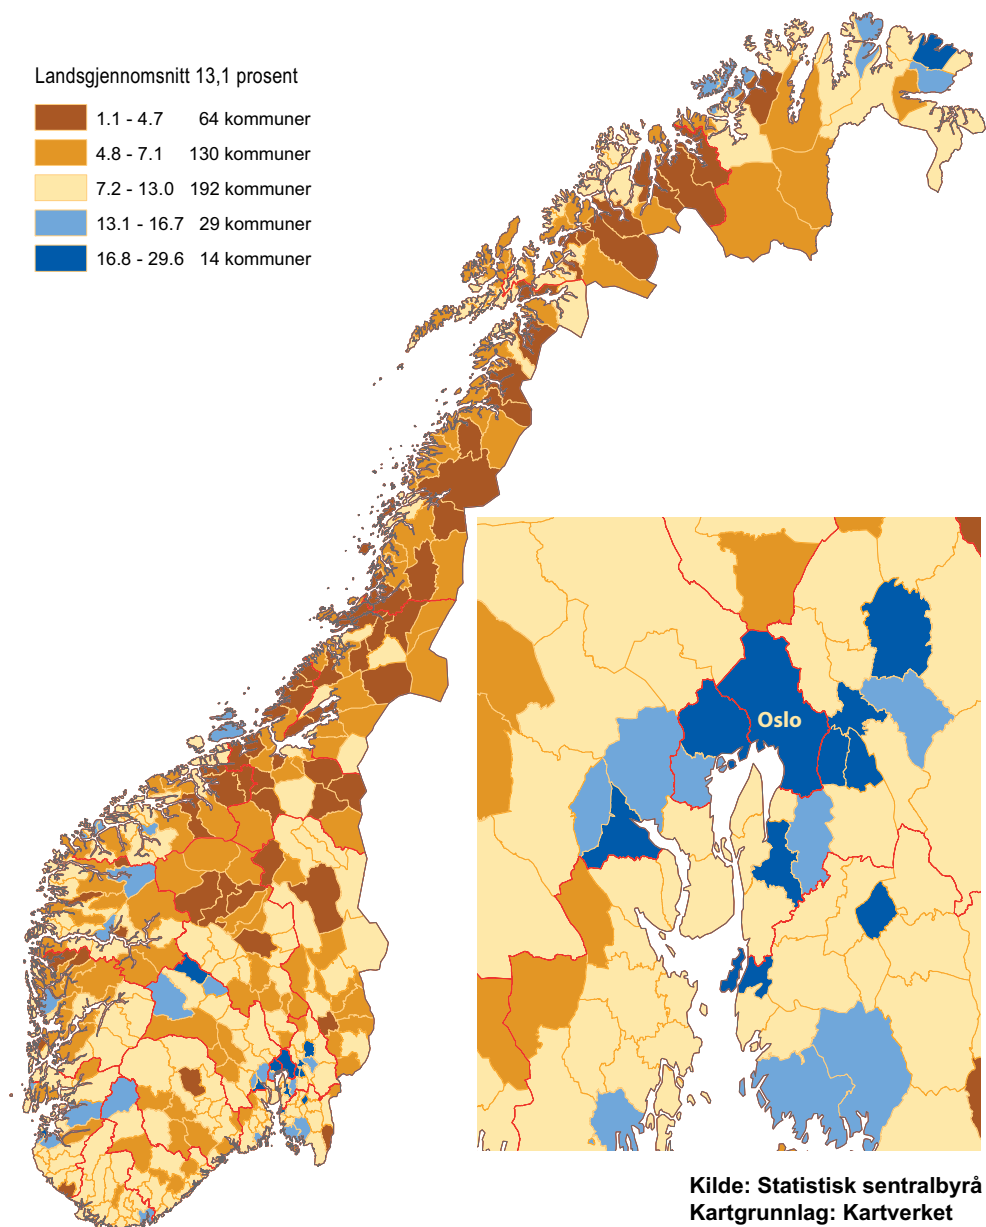 Landsgjennomsnitt 13,1 prosent
1.1 - 4.7 64 kommuner
4.8 - 7.1 130 kommuner
7.2 - 13.0 192 kommuner
13.1 - 16.7 29 kommuner
16.8 - 29.6 14 kommuner
Oslo
Kilde: Statistisk sentralbyrå
Kartgrunnlag: Kartverket